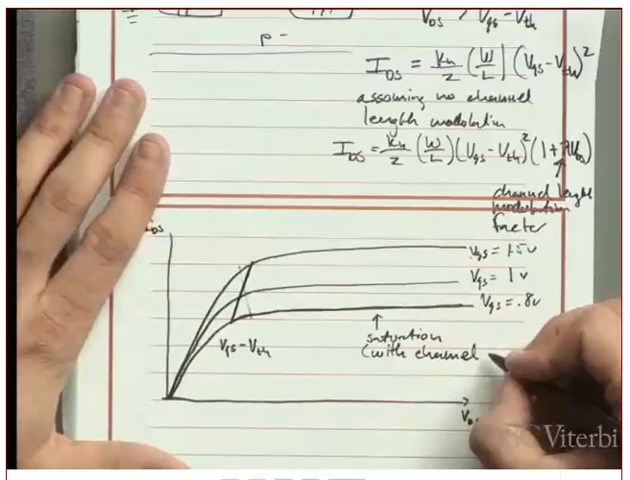 V_DS > V_gs - V_th
p -
I_DS = k_n/2 (W/L) (V_gs - V_th)^2
assuming no channel
length modulation
I_DS = k_n/2 (W/L) (V_gs - V_th)^2 (1 + λV_DS)
channel length
modulation
factor
V_gs = 1.5v
V_gs = 1v
V_gs = .8v
V_gs - V_th
saturation
(with channel
Viterbi